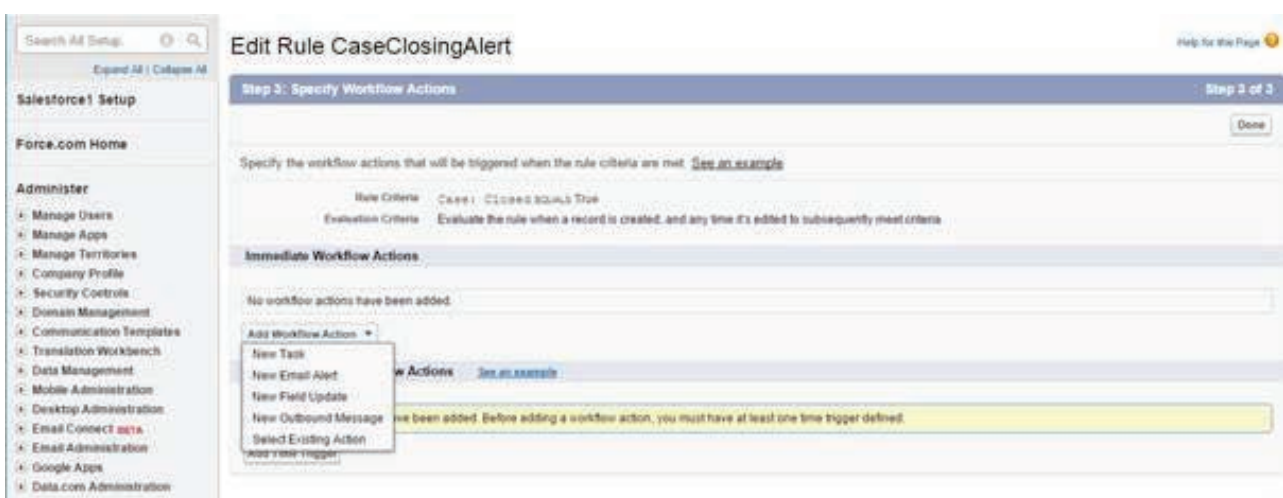 Search All Setup.
Expand All | Collapse All
Salesforce1 Setup
Force.com Home
Administer
Manage Users
Manage Apps
Manage Territories
Company Profile
Security Controls
Domain Management
Communication Templates
Translation Workbench
Data Management
Mobile Administration
Desktop Administration
Email Connect BETA
Email Administration
Google Apps
Data.com Administration
Edit Rule CaseClosingAlert
Help for this Page
Step 3: Specify Workflow Actions
Step 3 of 3
Done
Specify the workflow actions that will be triggered when the rule criteria are met. See an example
Rule Criteria Case: Closed EQUALS True
Evaluation Criteria Evaluate the rule when a record is created, and any time it's edited to subsequently meet criteria
Immediate Workflow Actions
No workflow actions have been added.
Add Workflow Action
New Task
New Email Alert
New Field Update
New Outbound Message
Select Existing Action
w Actions See an example
ve been added. Before adding a workflow action, you must have at least one time trigger defined.
Add Time Trigger